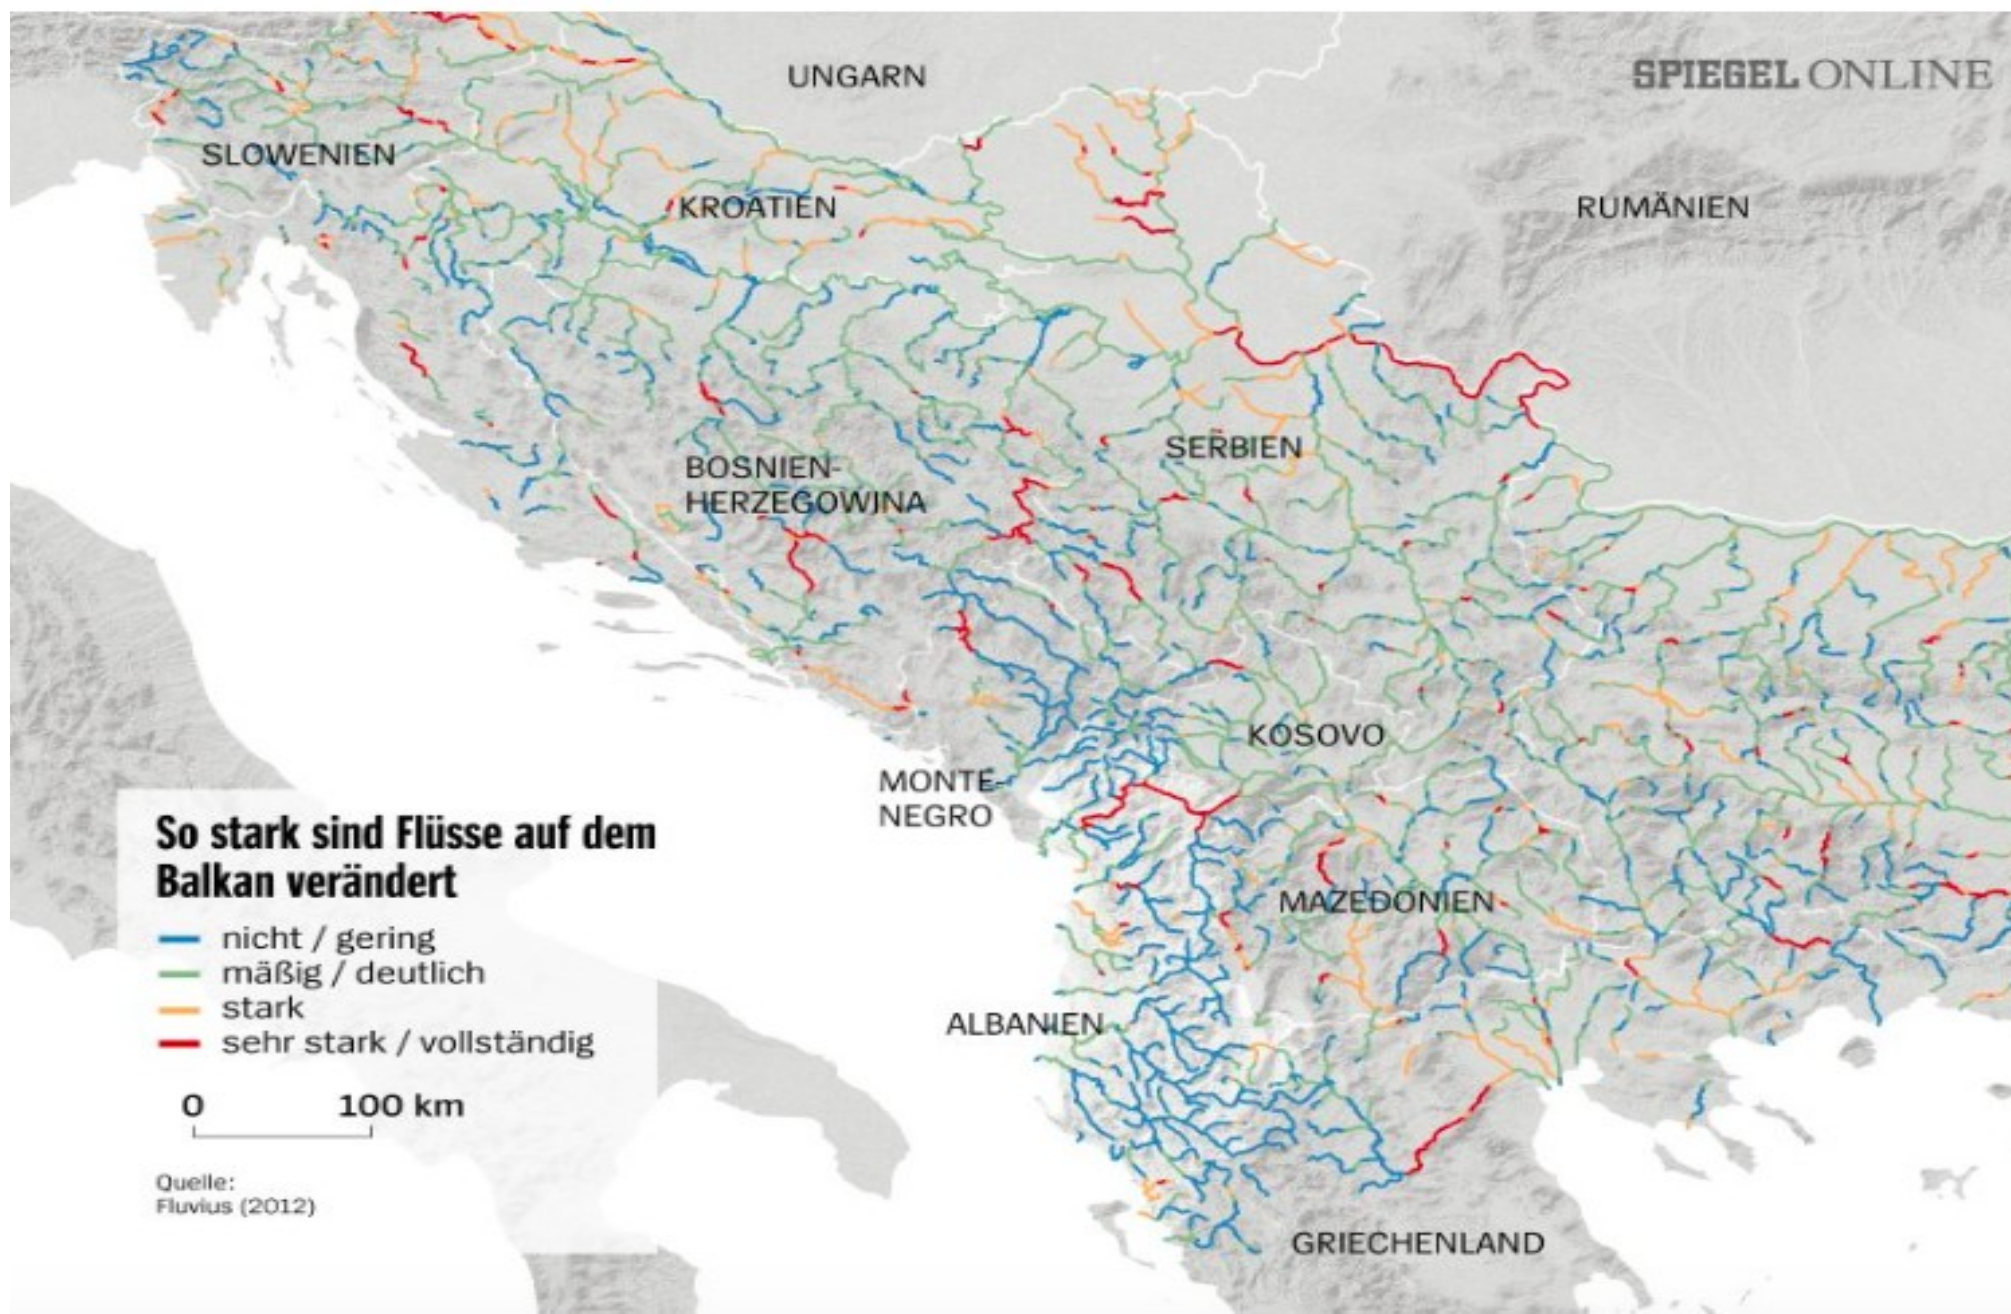 UNGARN
SPIEGEL ONLINE
SLOWENIEN
KROATIEN
RUMÄNIEN
SERBIEN
BOSNIEN-
HERZEGOWINA
KOSOVO
MONTE-
NEGRO
So stark sind Flüsse auf dem
Balkan verändert
nicht / gering
mäßig / deutlich
stark
sehr stark / vollständig
0 100 km
Quelle:
Fluvius (2012)
MAZEDONIEN
ALBANIEN
GRIECHENLAND